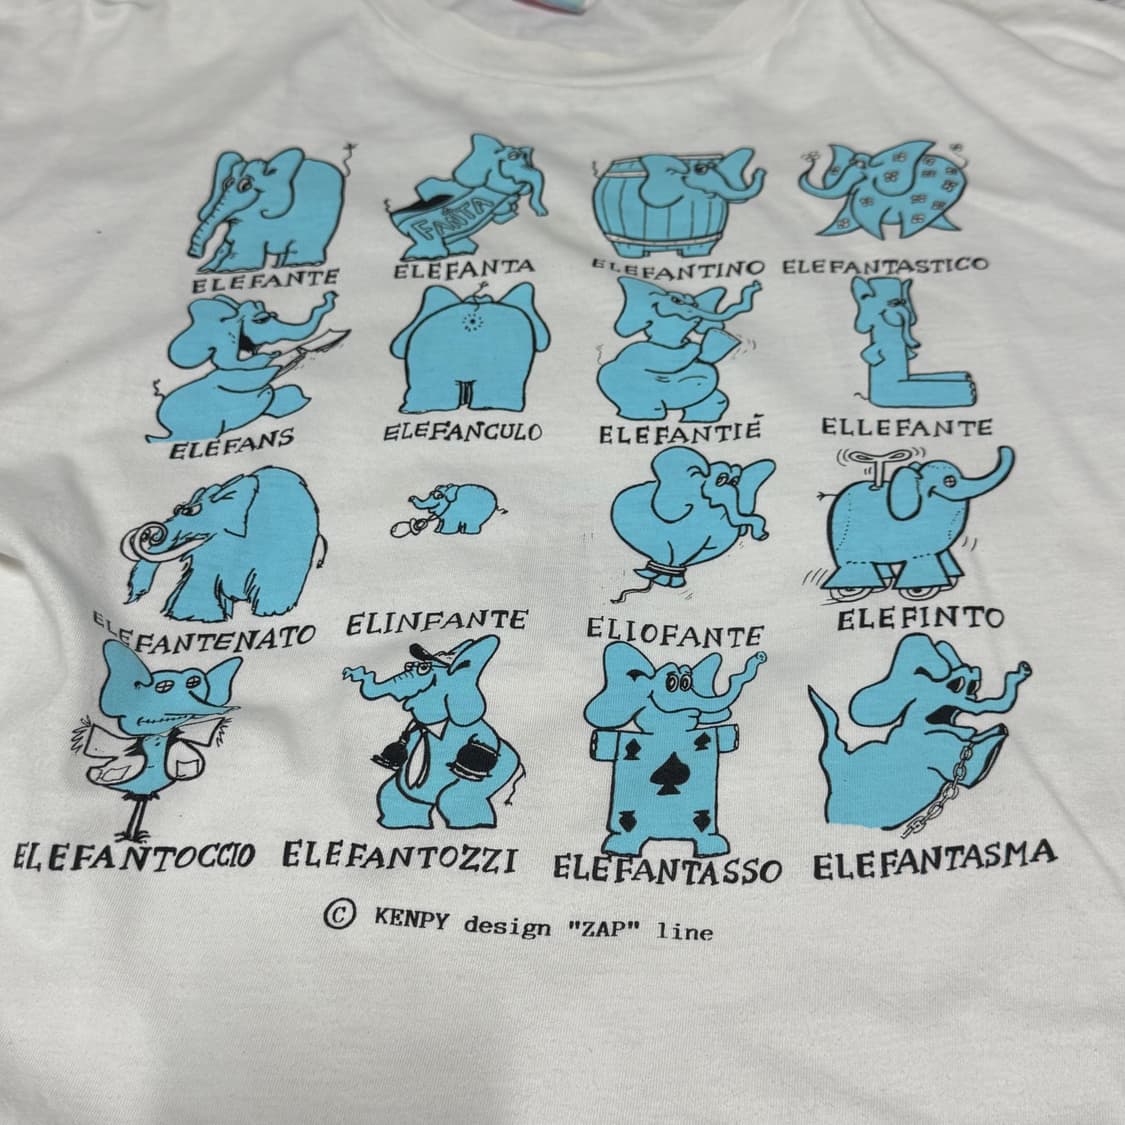 FANTA
ELEFANTE
ELEFANTA
ELEFANTINO
ELEFANTASTICO
ELEFANS
ELEFANCULO
ELEFANTIÈ
ELLEFANTE
ELEFANTENATO
ELINFANTE
ELIOFANTE
ELEFINTO
ELEFANTOCCIO
ELEFANTOZZI
ELEFANTASSO
ELEFANTASMA
© KENPY design "ZAP" line